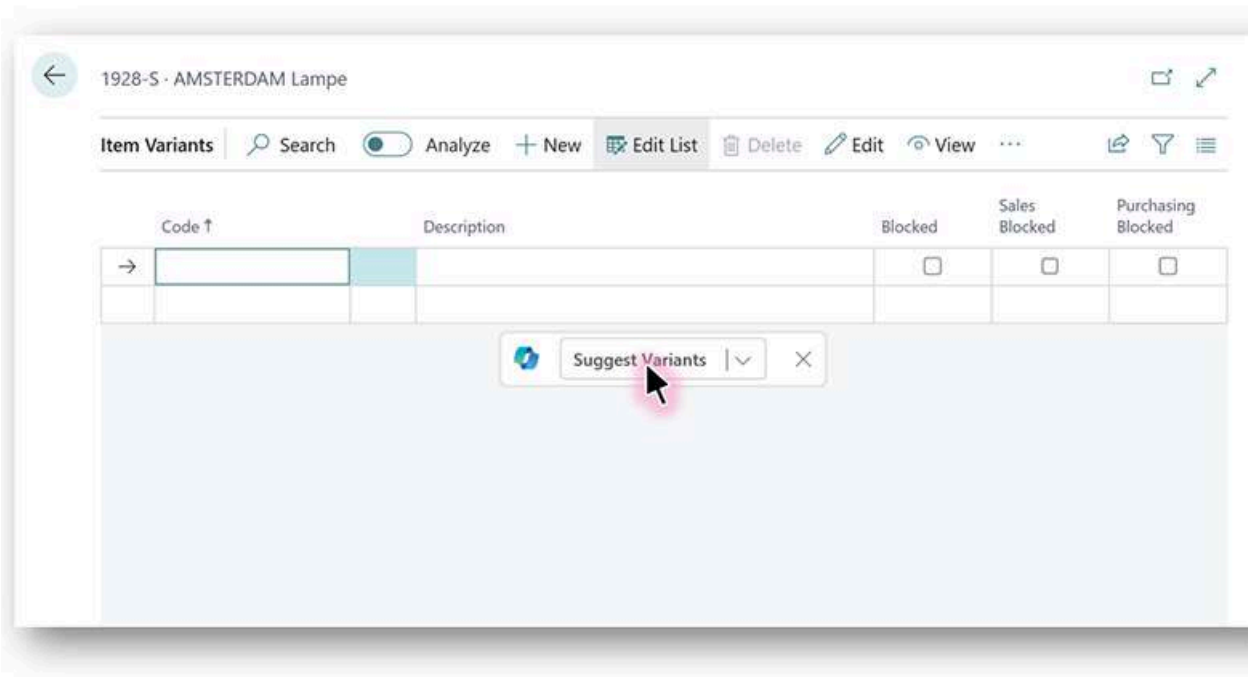 1928-S · AMSTERDAM Lampe
Item Variants Search Analyze New Edit List Delete Edit View ...
Code ↑ Description Blocked Sales Blocked Purchasing Blocked
Suggest Variants